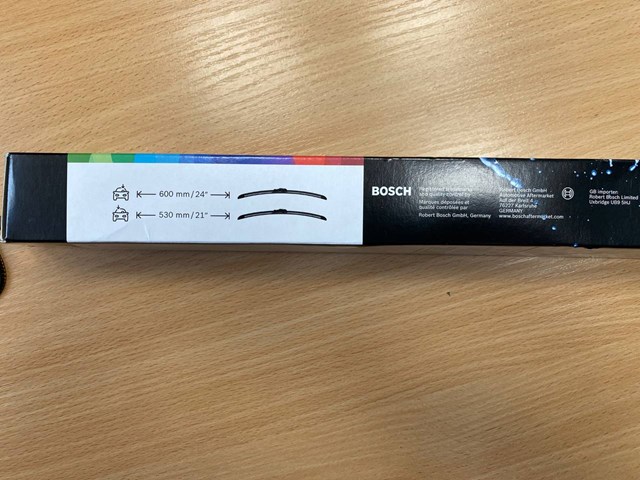 600 mm/24"
530 mm/21"
BOSCH
Registered trademarks
and quality control by
Marques déposées et
qualité contrôlée par
Robert Bosch GmbH, Germany
Robert Bosch GmbH
Automotive Aftermarket
Auf der Breit 4
76227 Karlsruhe
GERMANY
www.boschaftermarket.com
GB importer:
Robert Bosch Limited
Uxbridge UB9 5HJ